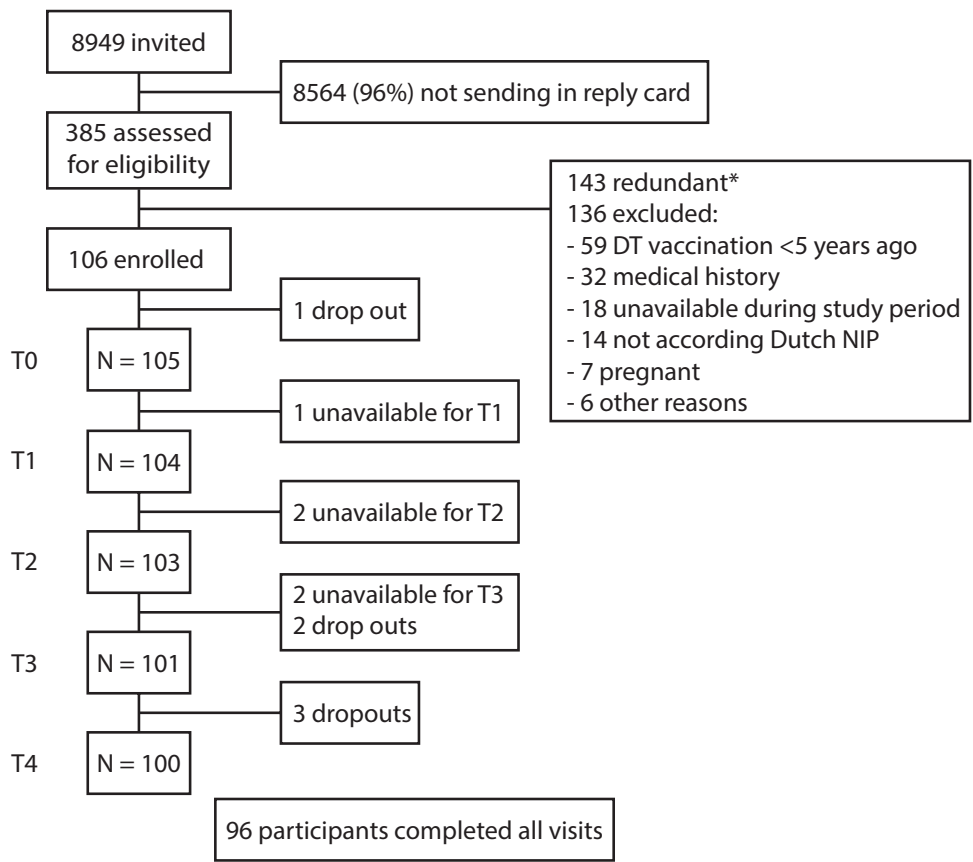 8949 invited
8564 (96%) not sending in reply card
385 assessed
for eligibility
143 redundant*
136 excluded:
- 59 DT vaccination <5 years ago
- 32 medical history
- 18 unavailable during study period
- 14 not according Dutch NIP
- 7 pregnant
- 6 other reasons
106 enrolled
1 drop out
T0 N = 105
1 unavailable for T1
T1 N = 104
2 unavailable for T2
T2 N = 103
2 unavailable for T3
2 drop outs
T3 N = 101
3 dropouts
T4 N = 100
96 participants completed all visits